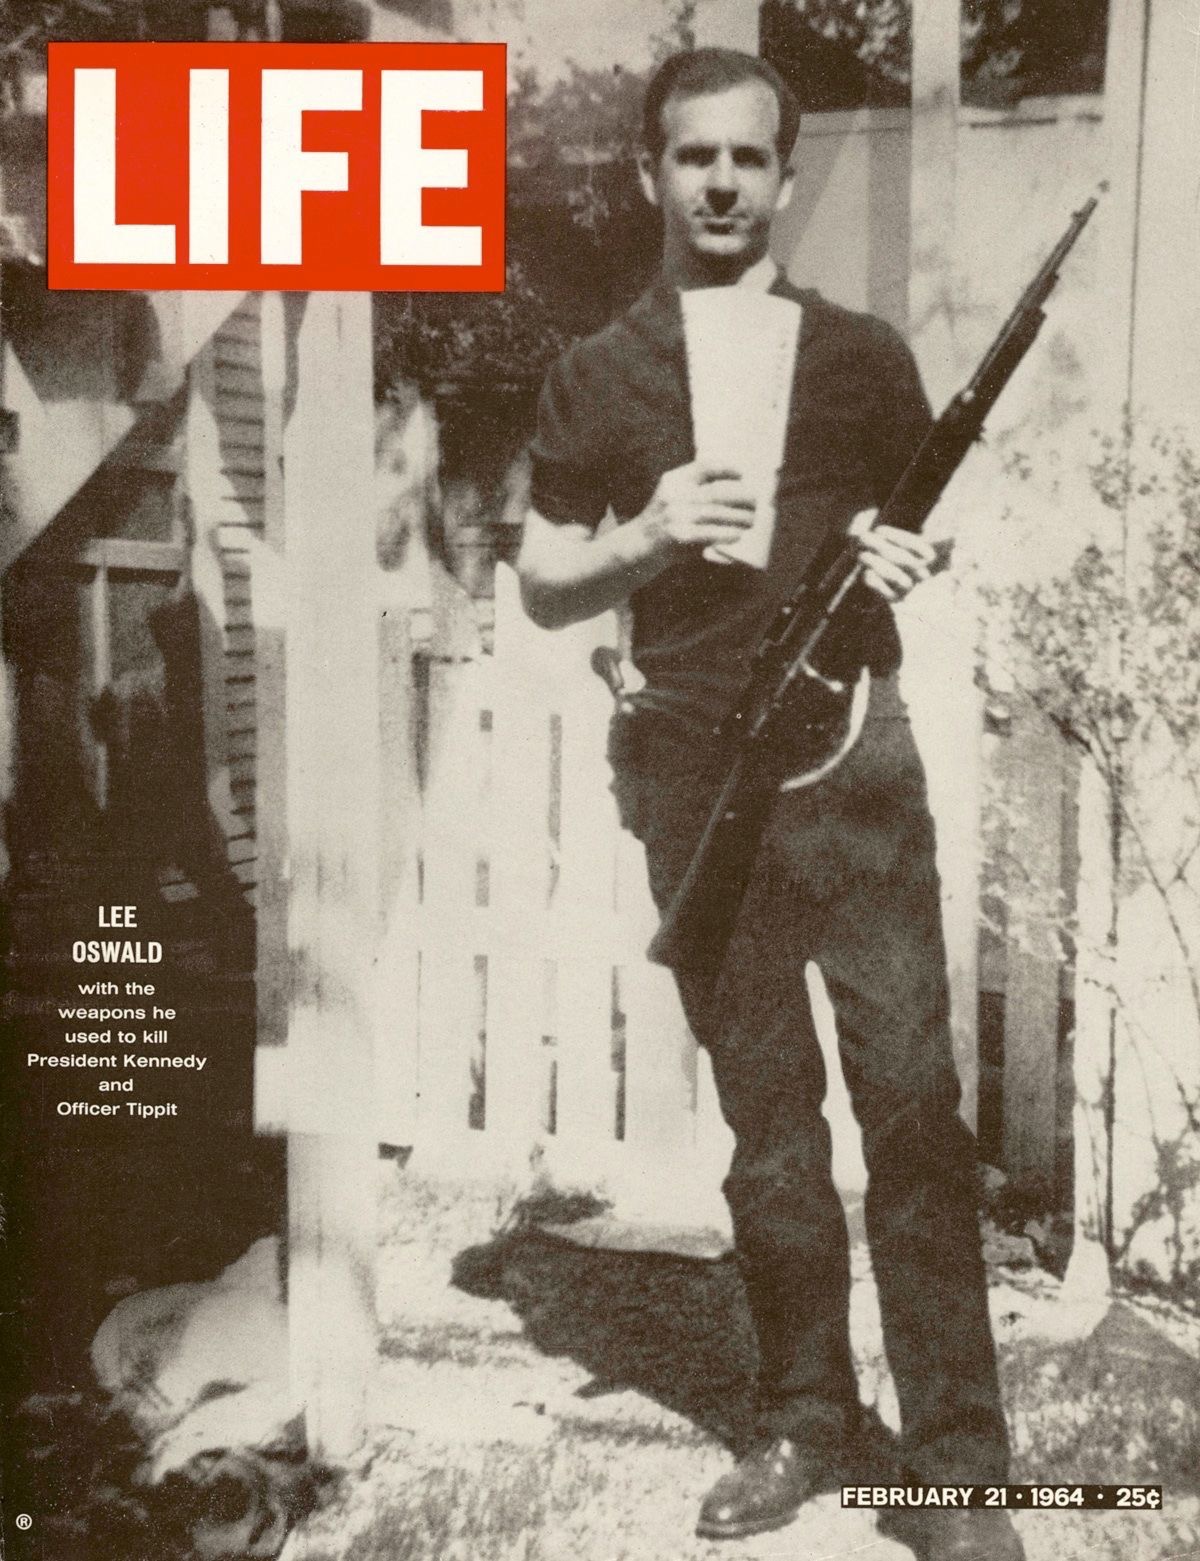 LIFE
LEE
OSWALD
with the
weapons he
used to kill
President Kennedy
and
Officer Tippit
FEBRUARY 21 · 1964 · 25¢
®